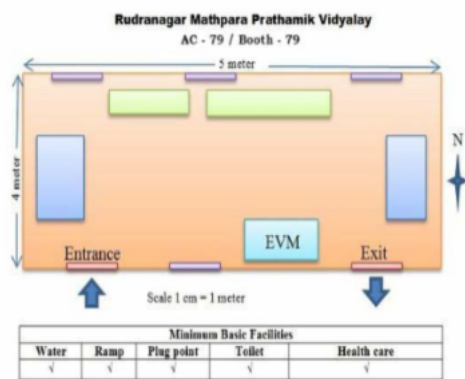 Rudranagar Mathpara Prathamik Vidyalay
AC - 79 / Booth - 79
5 meter
4 meter
N
EVM
Entrance
Exit
Scale 1 cm = 1 meter
Minimum Basic Facilities
Water Ramp Plug point Toilet Health care
√ √ √ √ √